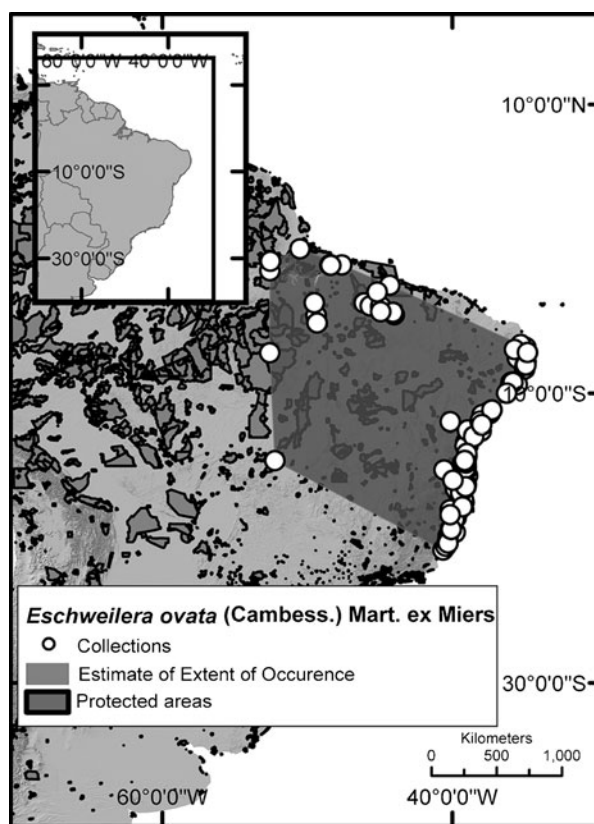 60°0'0"W 40°0'0"W
10°0'0"N
10°0'0"S
30°0'0"S
10°0'0"S
Eschweilera ovata (Cambess.) Mart. ex Miers
Collections
Estimate of Extent of Occurence
Protected areas
30°0'0"S
Kilometers
0 500 1,000
60°0'0"W 40°0'0"W